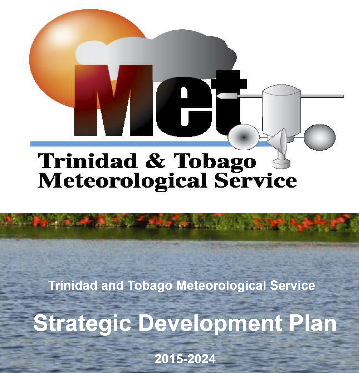 Met
Trinidad & Tobago
Meteorological Service
Trinidad and Tobago Meteorological Service
Strategic Development Plan
2015-2024